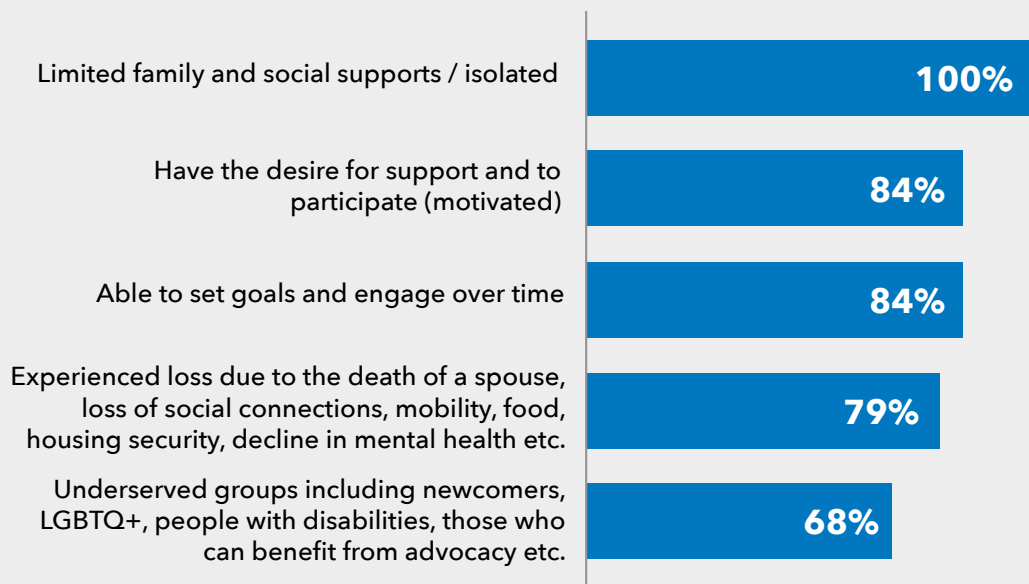 Limited family and social supports / isolated
100%
Have the desire for support and to
participate (motivated)
84%
Able to set goals and engage over time
84%
Experienced loss due to the death of a spouse,
loss of social connections, mobility, food,
housing security, decline in mental health etc.
79%
Underserved groups including newcomers,
LGBTQ+, people with disabilities, those who
can benefit from advocacy etc.
68%